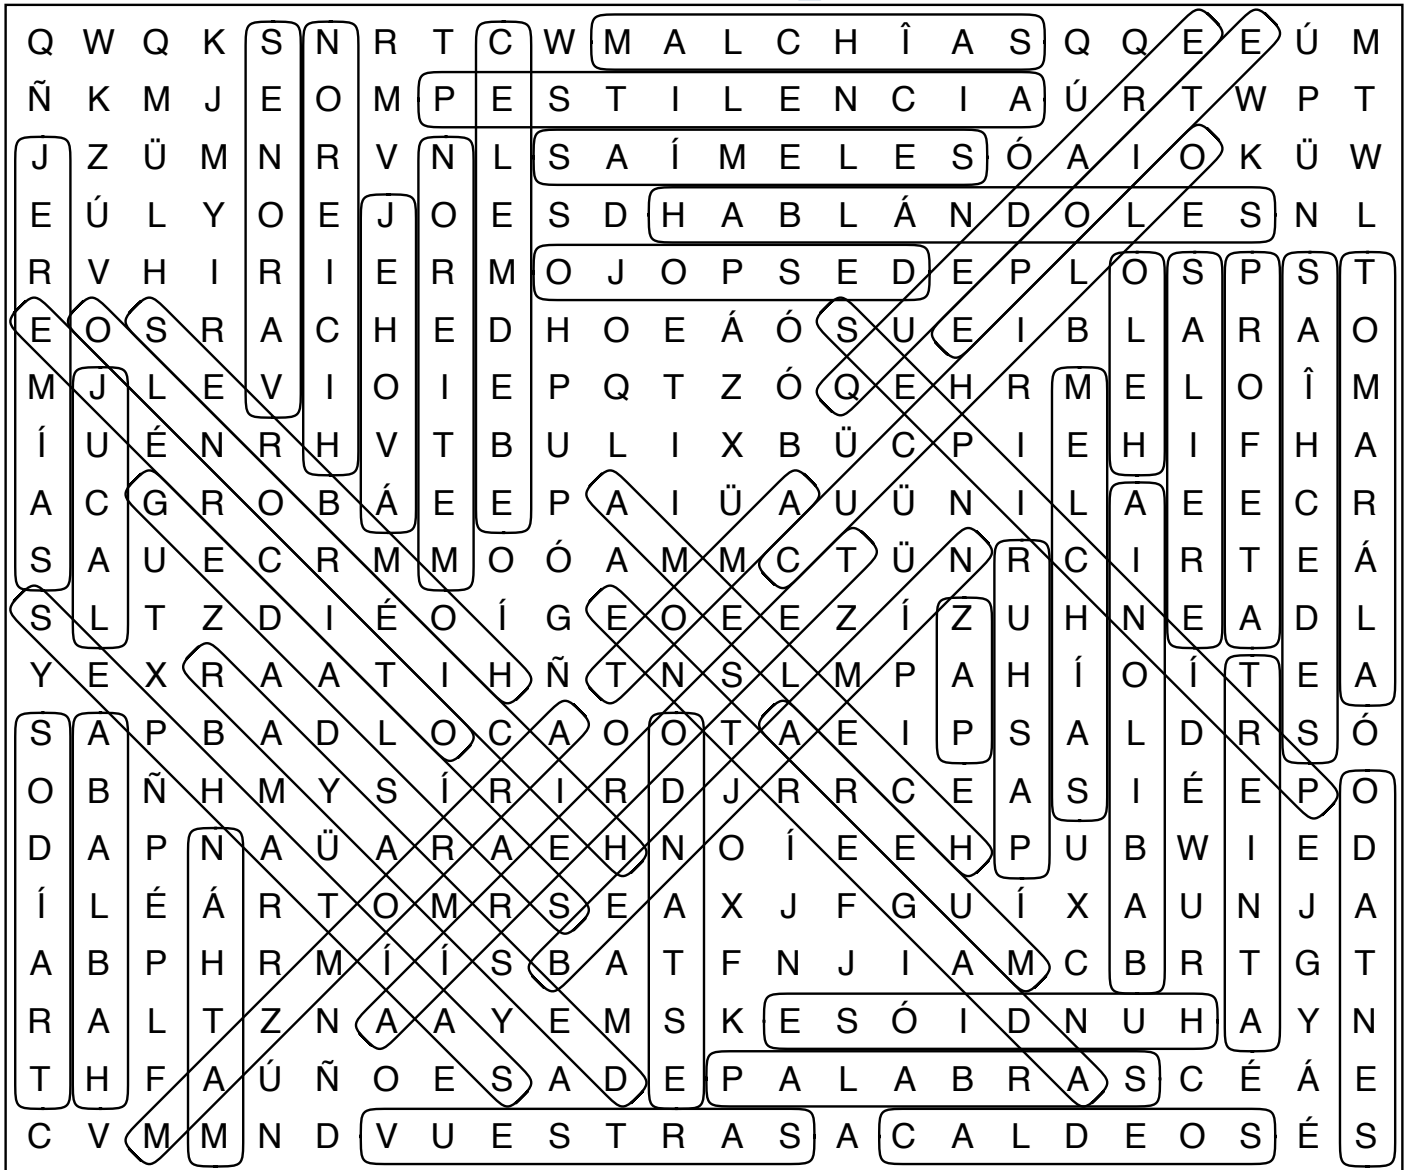 Q W Q K S N R T C W M A L C H Î A S Q Q E E Ú M
Ñ K M J E O M P E S T I L E N C I A Ú R T W P T
J Z Ü M N R V N L S A Í M E L E S Ó A I O K Ü W
E Ú L Y O E J O E S D H A B L Á N D O L E S N L
R V H I R I E R M O J O P S E D E P L O S P S T
E O S R A C H E D H O E Á Ó S U E I B L A R A O
M J L E V I O I E P Q T Z Ó Q E H R M E L O Î M
Í U É N R H V T B U L I X B Ü C P I E H I F H A
A C G R O B Á E E P A I Ü A U Ü N I L A E E C R
S A U E C R M M O Ó A M M C T Ü N R C I R T E Á
S L T Z D I É O Í G E O E E Z Í Z U H N E A D L
Y E X R A A T I H Ñ T N S L M P A H Í O Í T E A
S A P B A D L O C A O O T A E I P S A L D R S Ó
O B Ñ H M Y S Í R I R D J R R C E A S I É E P O
D A P N A Ü A R A E H N O Í E E H P U B W I E D
Í L É Á R T O M R S E A X J F G U Í X A U N J A
A B P H R M Í Í S B A T F N J I A M C B R T G T
R A L T Z N A A Y E M S K E S Ó I D N U H A Y N
T H F A Ú Ñ O E S A D E P A L A B R A S C É Á E
C V M M N D V U E S T R A S A C A L D E O S É S